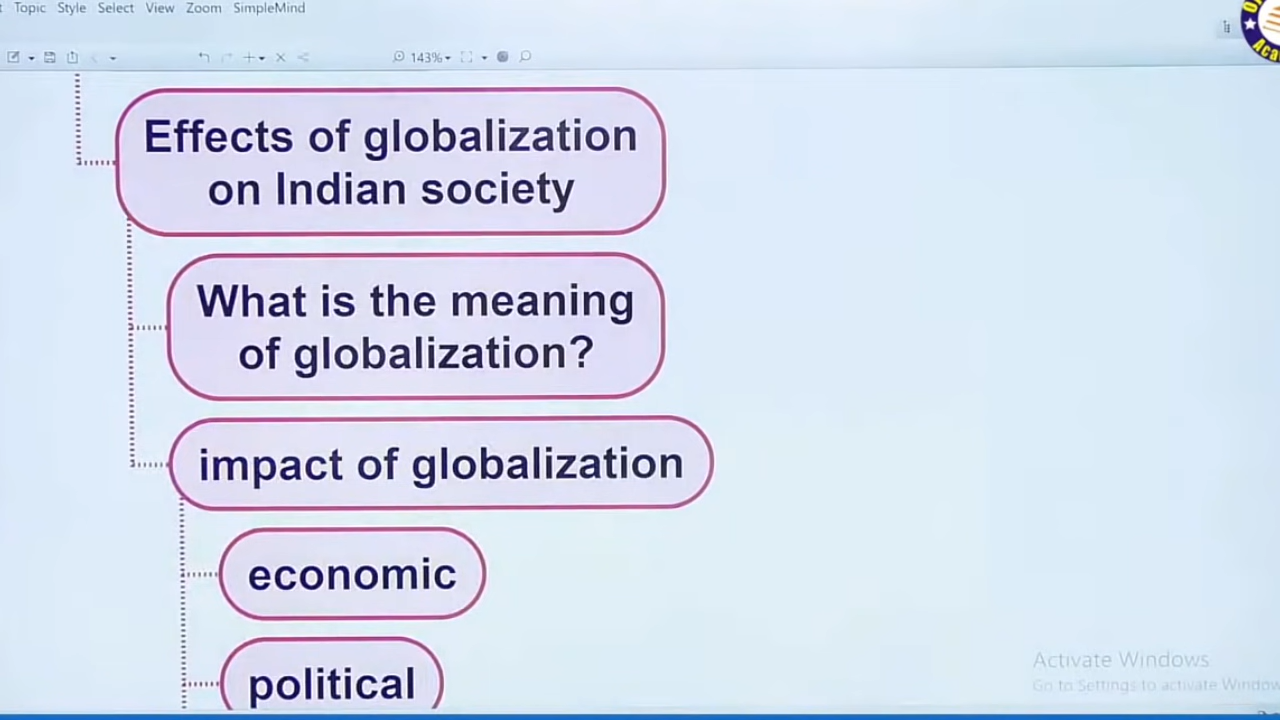 Topic Style Select View Zoom SimpleMind
143%
Effects of globalization
on Indian society
What is the meaning
of globalization?
impact of globalization
economic
political
Activate Windows
Go to Settings to activate Window